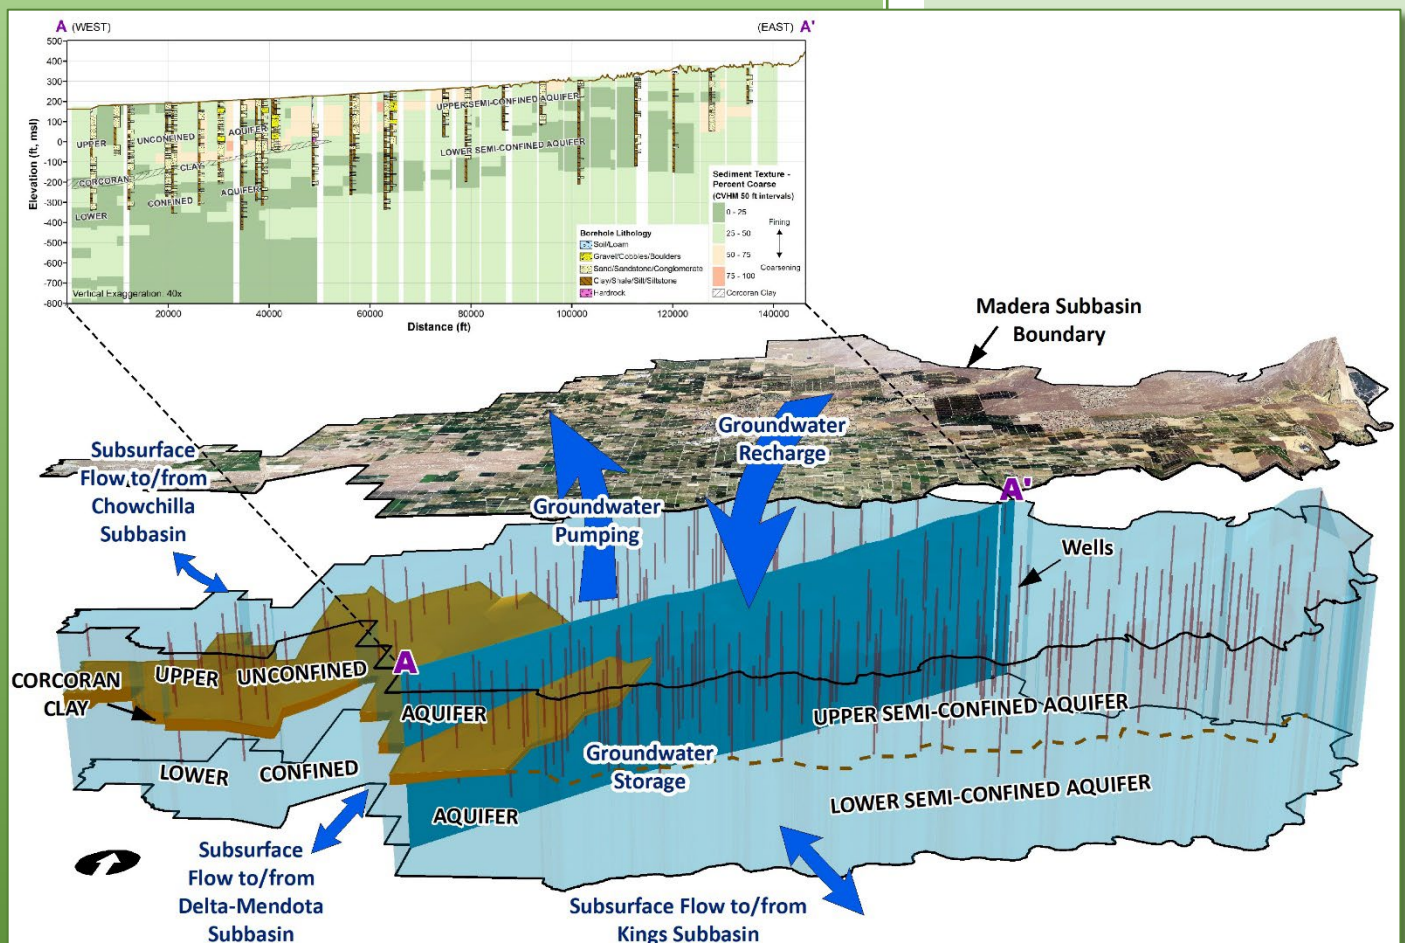 A (WEST)
(EAST) A'
500
400
300
200
100
0
-100
-200
-300
-400
-500
-600
-700
-800
Elevation (ft, msl)
UPPER UNCONFINED AQUIFER
UPPER SEMI-CONFINED AQUIFER
CORCORAN CLAY
LOWER SEMI-CONFINED AQUIFER
LOWER CONFINED AQUIFER
Vertical Exaggeration: 40x
Borehole Lithology
Soil/Loam
Gravel/Cobbles/Boulders
Sand/Sandstone/Conglomerate
Clay/Shale/Silt/Siltstone
Hardrock
Sediment Texture -
Percent Coarse
(CVHM 50 ft intervals)
0 - 25
25 - 50
50 - 75
75 - 100
Fining
Coarsening
Corcoran Clay
20000 40000 60000 80000 100000 120000 140000
Distance (ft)
Madera Subbasin
Boundary
Subsurface
Flow to/from
Chowchilla
Subbasin
Groundwater
Pumping
Groundwater
Recharge
A'
Wells
A
CORCORAN
CLAY
UPPER UNCONFINED
AQUIFER
UPPER SEMI-CONFINED AQUIFER
LOWER CONFINED
AQUIFER
Groundwater
Storage
LOWER SEMI-CONFINED AQUIFER
Subsurface
Flow to/from
Delta-Mendota
Subbasin
Subsurface Flow to/from
Kings Subbasin